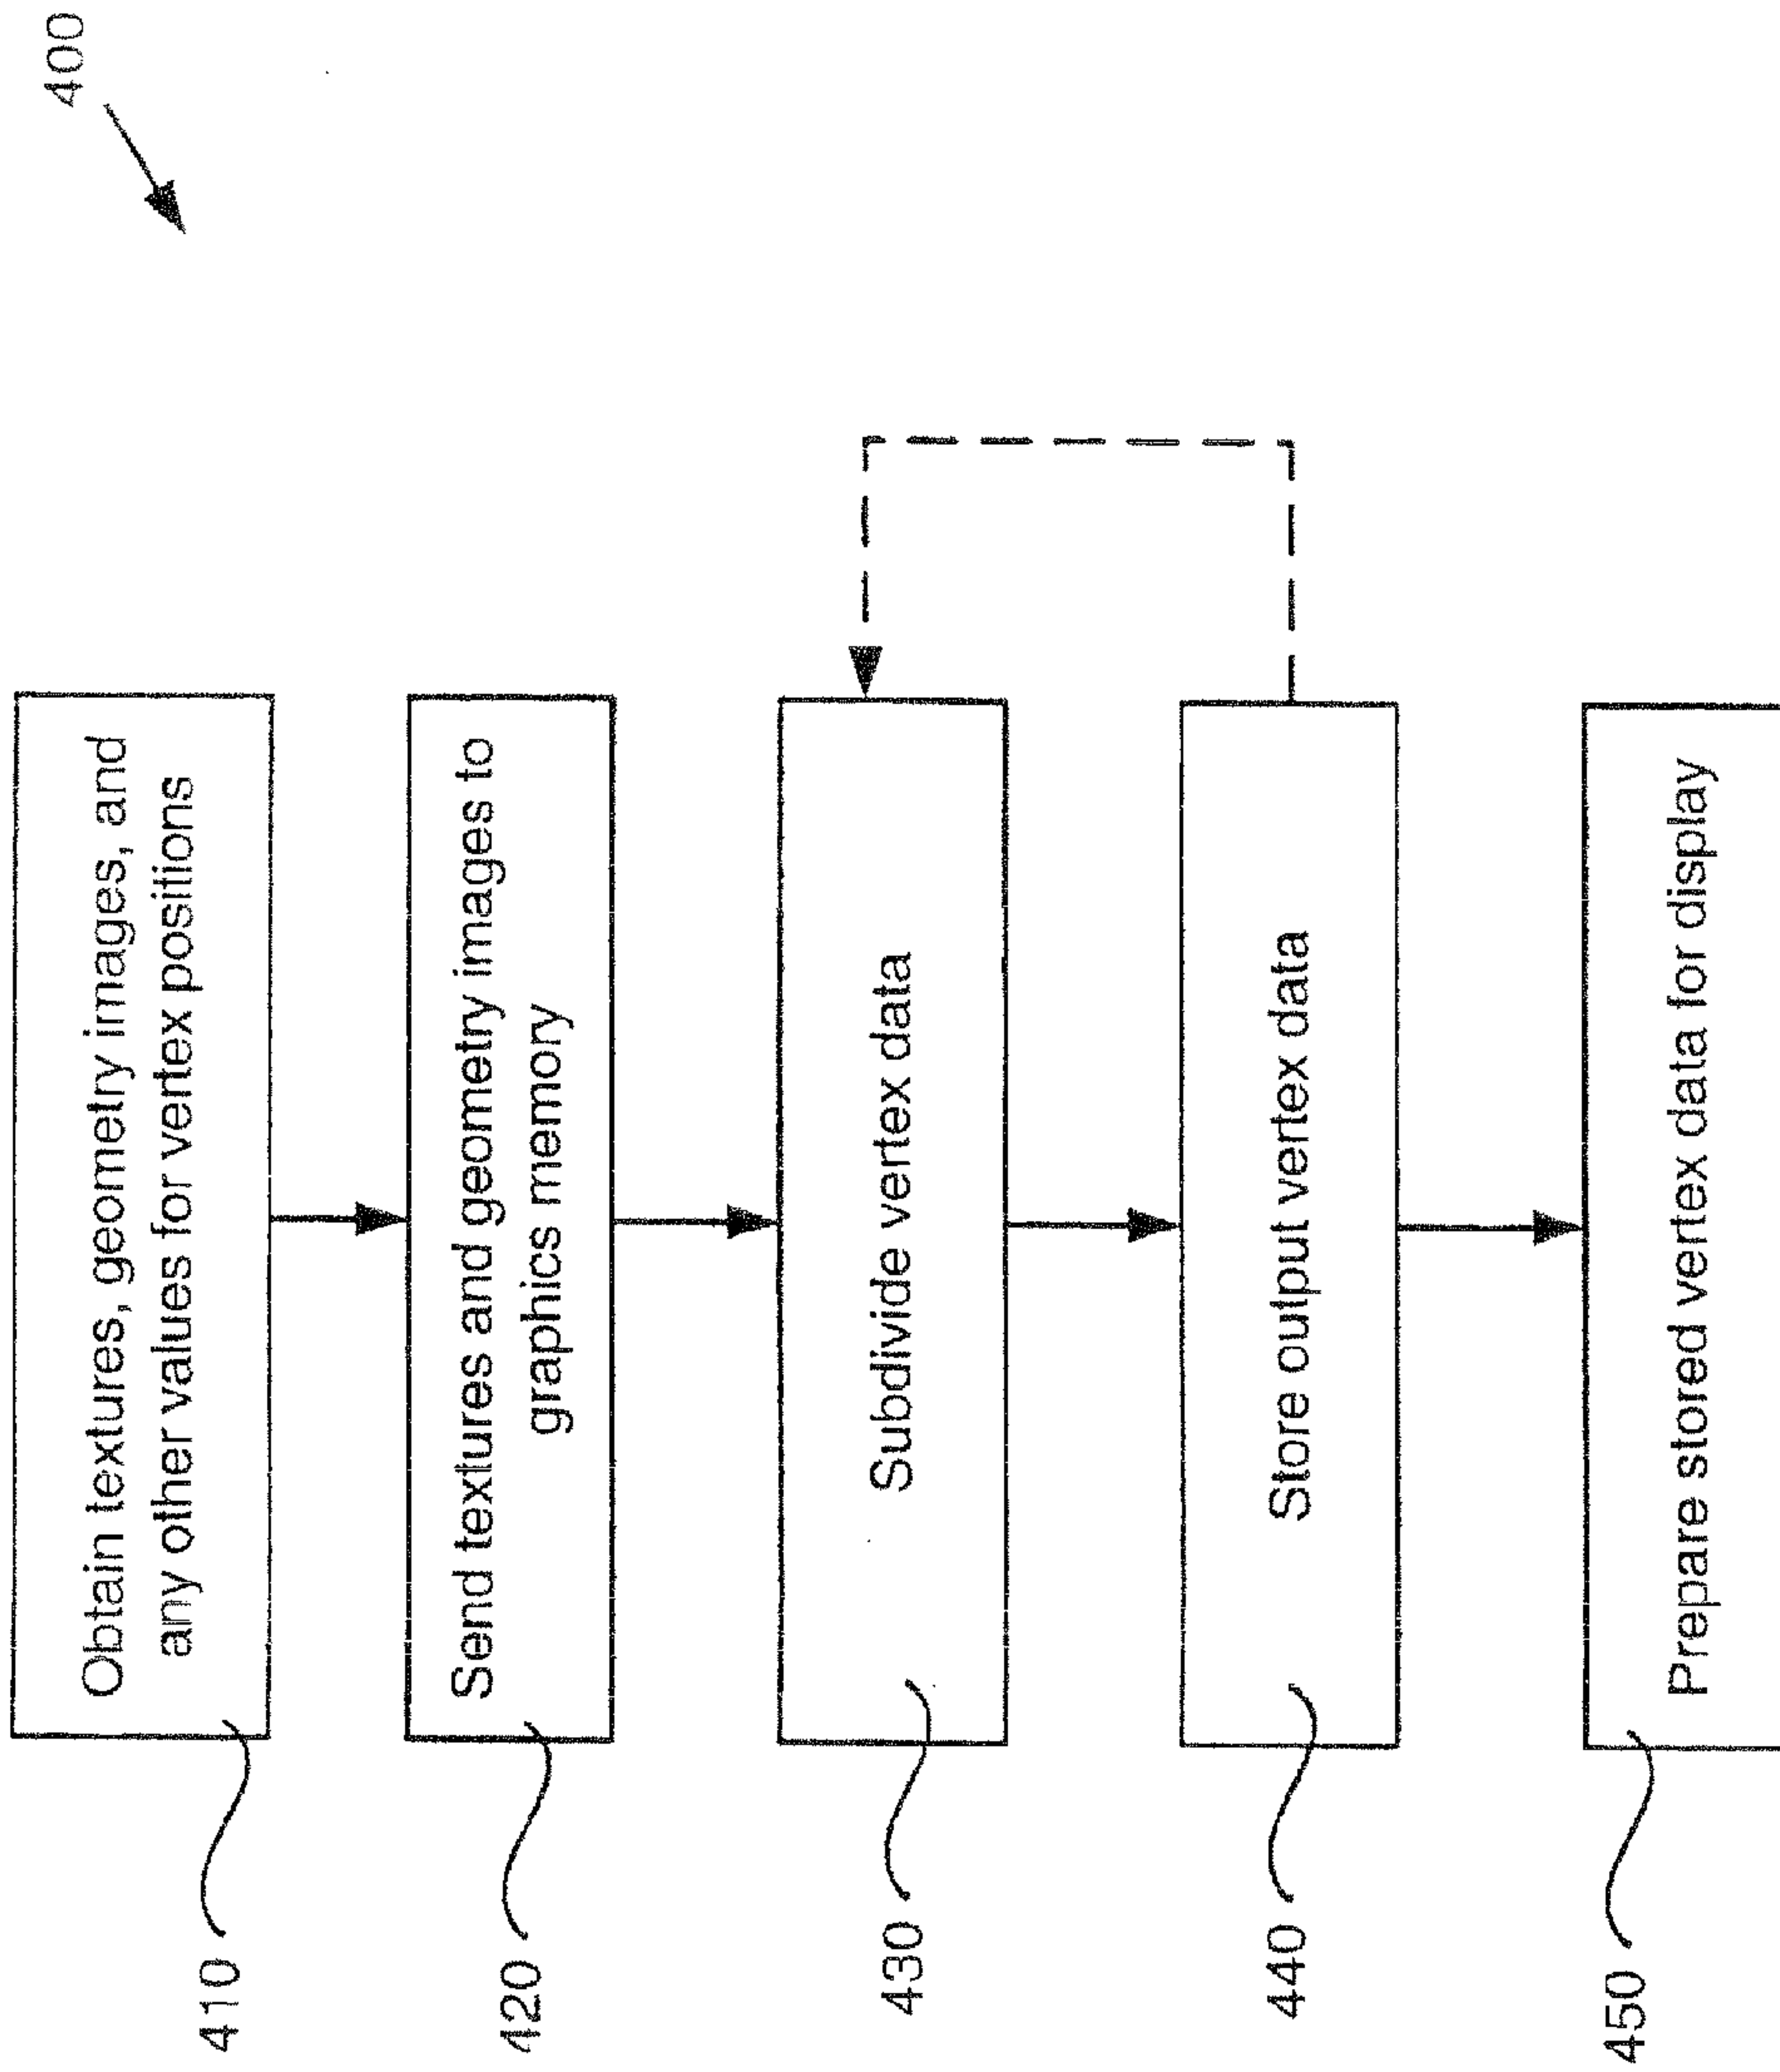 400
410
Obtain textures, geometry images, and
any other values for vertex positions
420
Send textures and geometry images to
graphics memory
430
Subdivide vertex data
440
Store output vertex data
450
Prepare stored vertex data for display